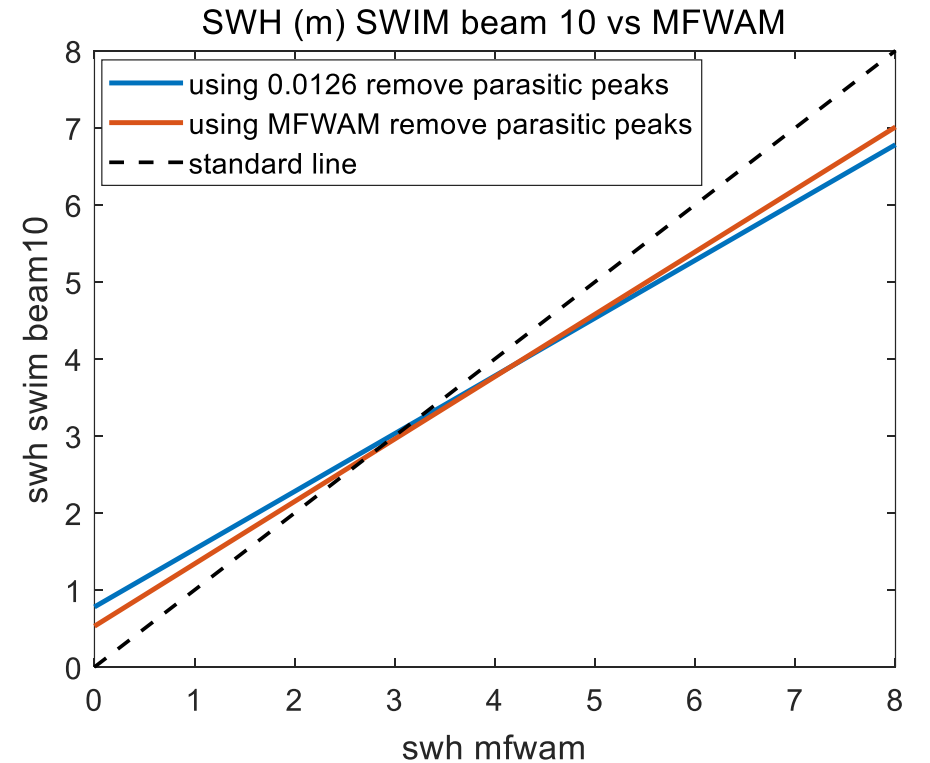 SWH (m) SWIM beam 10 vs MFWAM
using 0.0126 remove parasitic peaks
using MFWAM remove parasitic peaks
standard line
swh swim beam10
8
7
6
5
4
3
2
1
0
0 1 2 3 4 5 6 7 8
swh mfwam